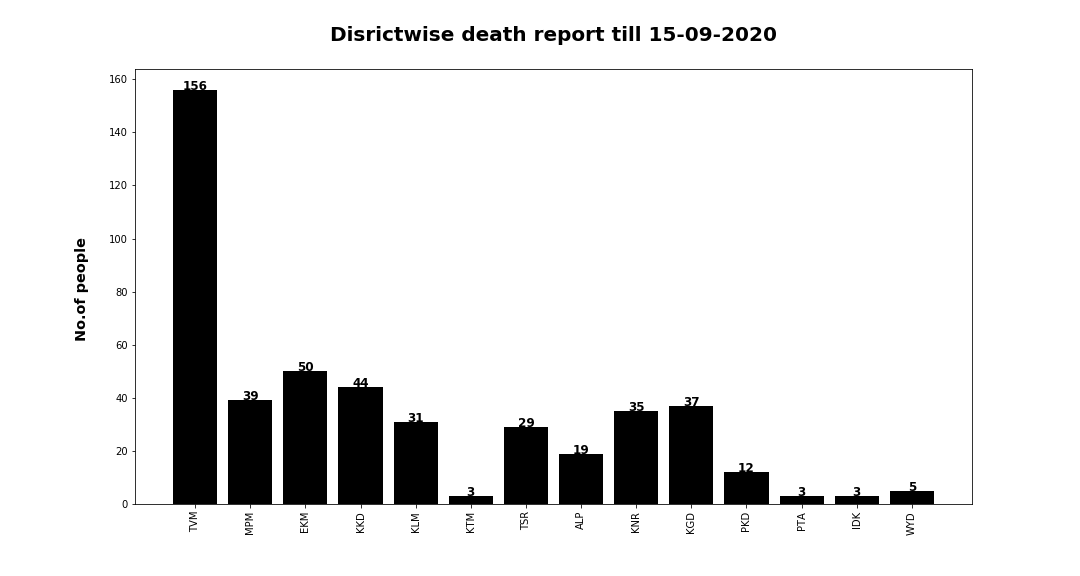 Disrictwise death report till 15-09-2020
No.of people
160
140
120
100
80
60
40
20
0
156
39
50
44
31
3
29
19
35
37
12
3
3
5
TVM
MPM
EKM
KKD
KLM
KTM
TSR
ALP
KNR
KGD
PKD
PTA
IDK
WYD